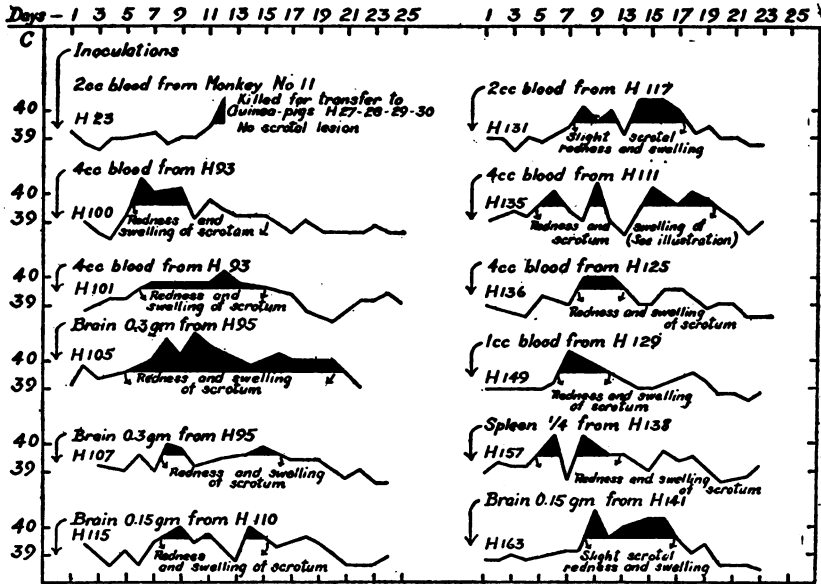 Days - 1 3 5 7 9 11 13 15 17 19 21 23 25 1 3 5 7 9 11 13 15 17 19 21 23 25
C
Inoculations
2cc blood from Monkey No 11
40
39
H 23
Killed for transfer to
Guinea-pigs H27-28-29-30
No scrotal lesion
4cc blood from H93
40
39
H100
Redness and
swelling of scrotum
4cc blood from H 93
40
39
H101
Redness and
swelling of scrotum
Brain 0.3gm from H95
40
39
H105
Redness and swelling
of scrotum
Brain 0.3gm from H95
40
39
H107
Redness and swelling
of scrotum
Brain 0.15gm from H 110
40
39
H115
Redness
and swelling of scrotum
2cc blood from H 117
H131
Slight scrotal
redness and swelling
4cc blood from H111
H135
Redness and swelling of
scrotum (See illustration)
4cc blood from H125
H136
Redness and swelling
of scrotum
1cc blood from H 129
H149
Redness and swelling
of scrotum
Spleen 1/4 from H138
H157
Redness and swelling
of scrotum
Brain 0.15 gm from H141
H163
Slight scrotal
redness and swelling